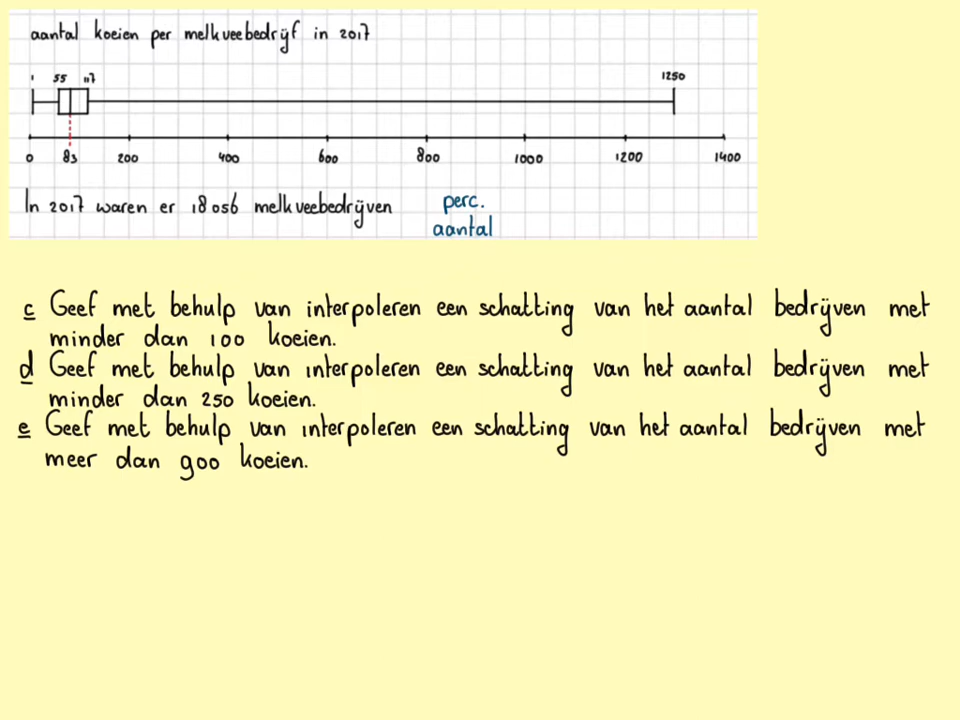 aantal koeien per melkveebedrijf in 2017
1 55 117 1250
0 83 200 400 600 800 1000 1200 1400
In 2017 waren er 18056 melkveebedrijven perc.
aantal
c Geef met behulp van interpoleren een schatting van het aantal bedrijven met
minder dan 100 koeien.
d Geef met behulp van interpoleren een schatting van het aantal bedrijven met
minder dan 250 koeien.
e Geef met behulp van interpoleren een schatting van het aantal bedrijven met
meer dan 900 koeien.